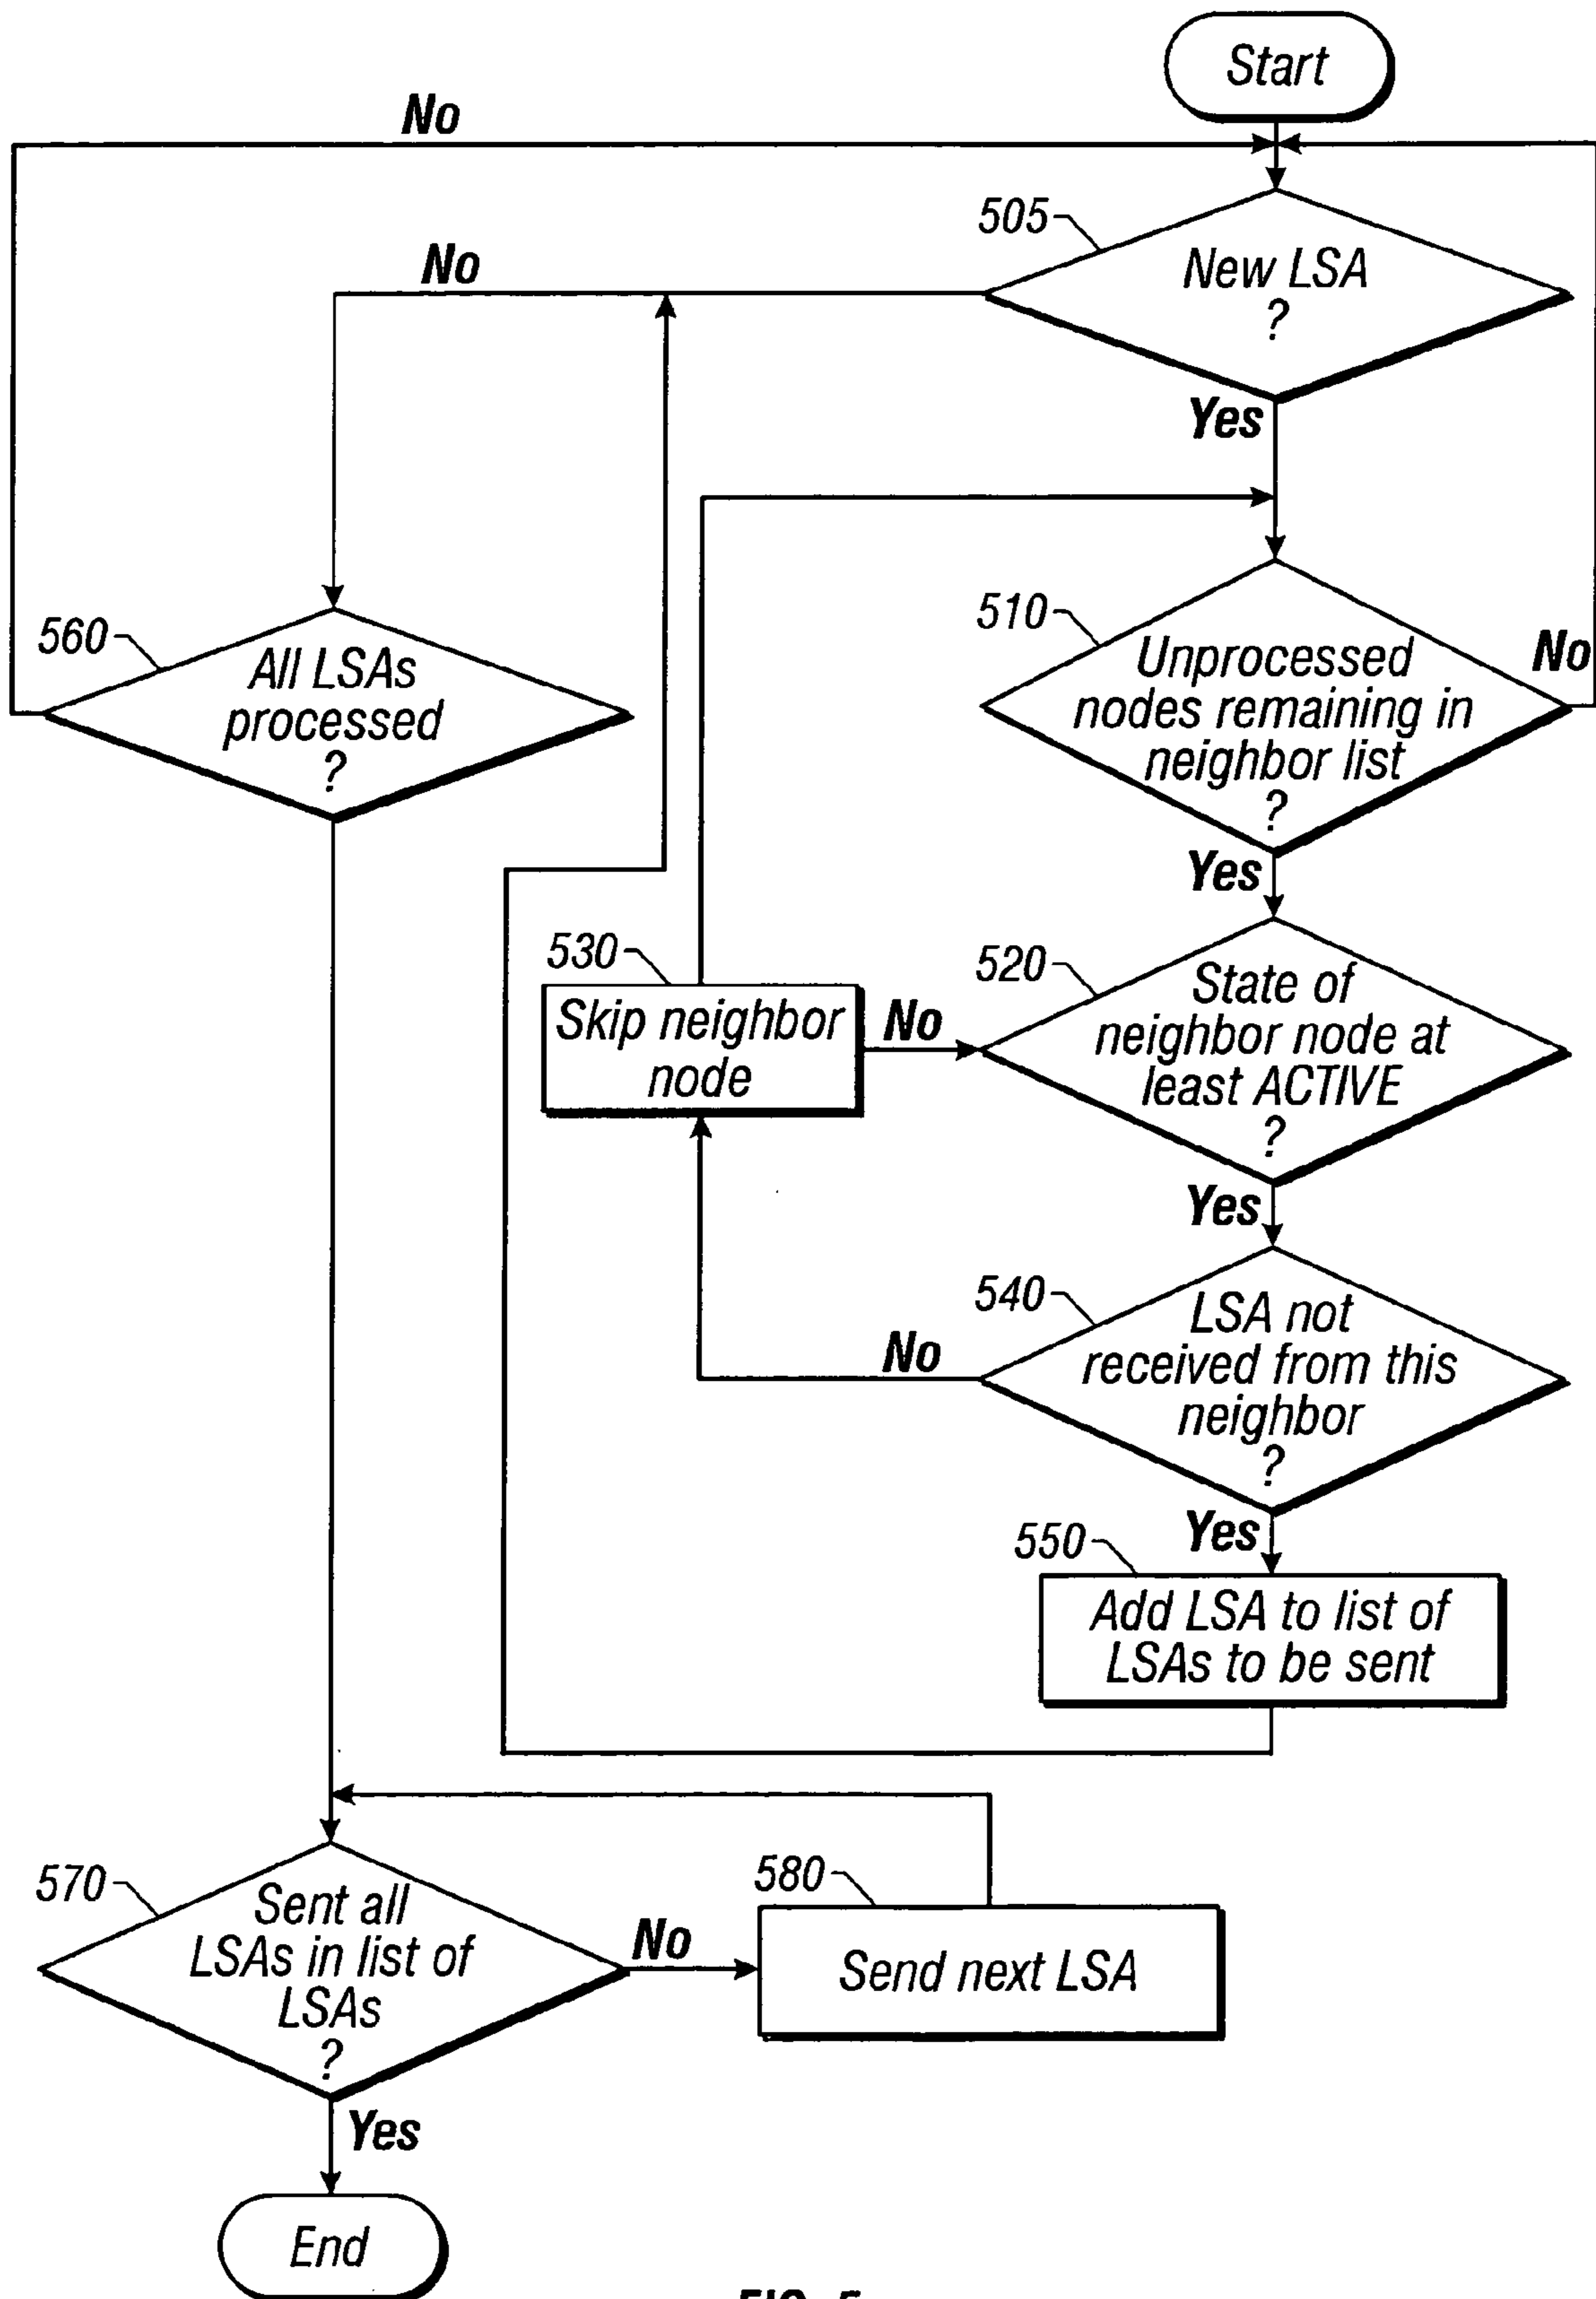 Start
No
505
New LSA
?
No
Yes
560
All LSAs
processed
?
510
Unprocessed
nodes remaining in
neighbor list
?
No
Yes
530
Skip neighbor
node
No
520
State of
neighbor node at
least ACTIVE
?
Yes
540
LSA not
received from this
neighbor
?
No
Yes
550
Add LSA to list of
LSAs to be sent
570
Sent all
LSAs in list of
LSAs
?
No
580
Send next LSA
Yes
End
FIG. 5